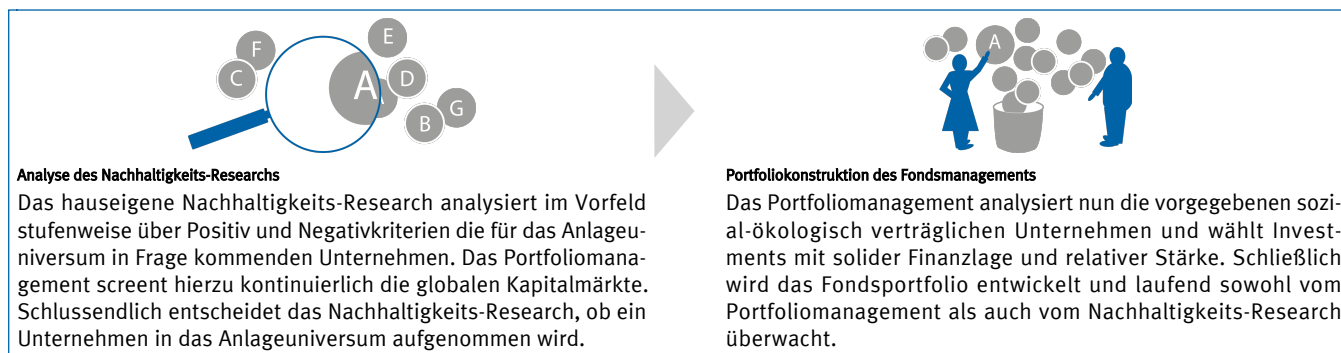 F
C
A
A
E
D
B
G
A
Analyse des Nachhaltigkeits-Researchs
Das hauseigene Nachhaltigkeits-Research analysiert im Vorfeld
stufenweise über Positiv und Negativkriterien die für das Anlageu-
niversum in Frage kommenden Unternehmen. Das Portfoliomana-
gement screent hierzu kontinuierlich die globalen Kapitalmärkte.
Schlussendlich entscheidet das Nachhaltigkeits-Research, ob ein
Unternehmen in das Anlageuniversum aufgenommen wird.
Portfoliokonstruktion des Fondsmanagements
Das Portfoliomanagement analysiert nun die vorgegebenen sozi-
al-ökologisch verträglichen Unternehmen und wählt Invest-
ments mit solider Finanzlage und relativer Stärke. Schließlich
wird das Fondsportfolio entwickelt und laufend sowohl vom
Portfoliomanagement als auch vom Nachhaltigkeits-Research
überwacht.